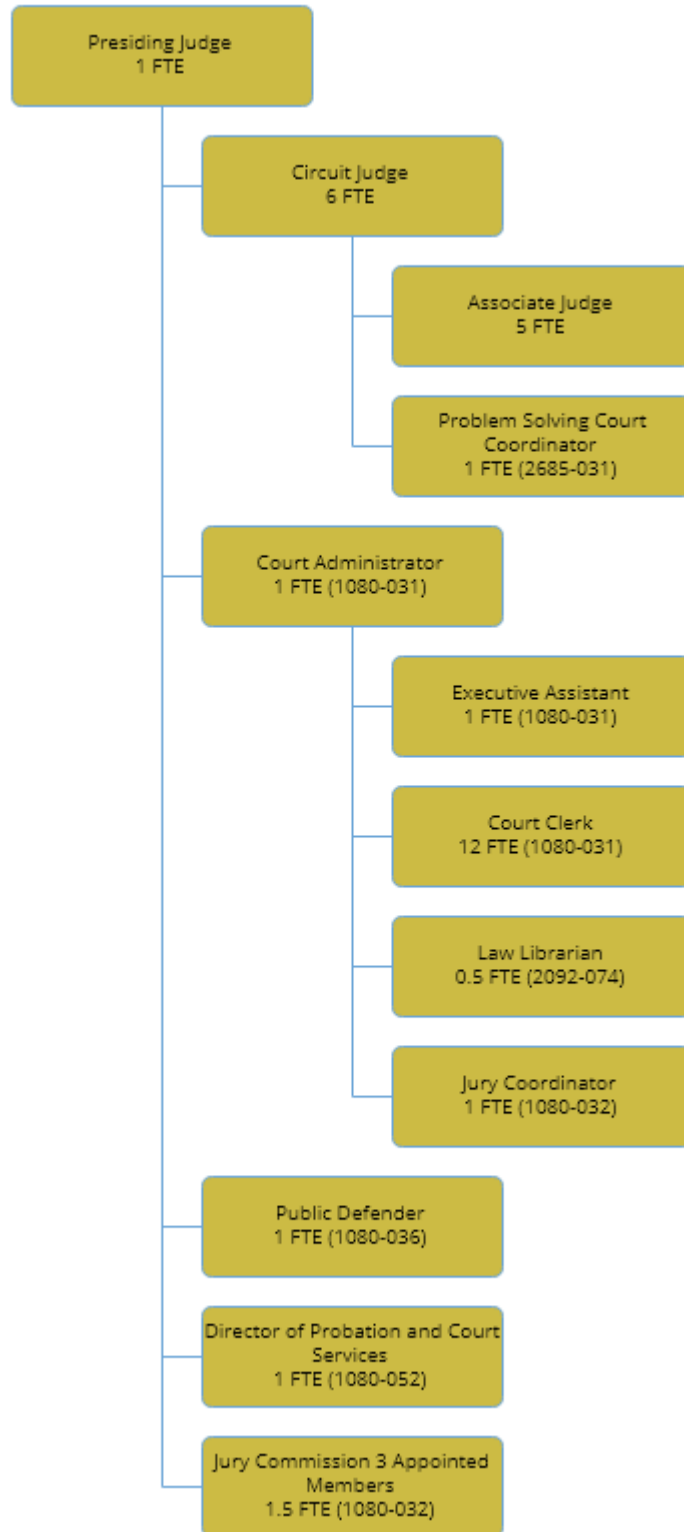 Presiding Judge
1 FTE
Circuit Judge
6 FTE
Associate Judge
5 FTE
Problem Solving Court
Coordinator
1 FTE (2685-031)
Court Administrator
1 FTE (1080-031)
Executive Assistant
1 FTE (1080-031)
Court Clerk
12 FTE (1080-031)
Law Librarian
0.5 FTE (2092-074)
Jury Coordinator
1 FTE (1080-032)
Public Defender
1 FTE (1080-036)
Director of Probation and Court
Services
1 FTE (1080-052)
Jury Commission 3 Appointed
Members
1.5 FTE (1080-032)